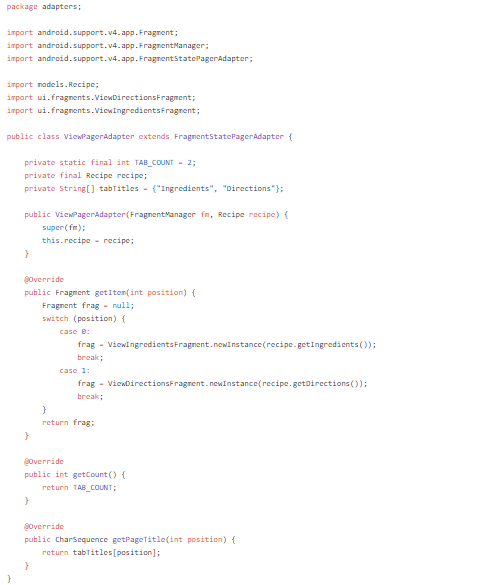 package adapters;
import android.support.v4.app.Fragment;
import android.support.v4.app.FragmentManager;
import android.support.v4.app.FragmentStatePagerAdapter;
import models.Recipe;
import ui.fragments.ViewDirectionsFragment;
import ui.fragments.ViewIngredientsFragment;
public class ViewPagerAdapter extends FragmentStatePagerAdapter {
    private static final int TAB_COUNT = 2;
    private final Recipe recipe;
    private String[] tabTitles = {"Ingredients", "Directions"};
    public ViewPagerAdapter(FragmentManager fm, Recipe recipe) {
        super(fm);
        this.recipe = recipe;
    }
    @Override
    public Fragment getItem(int position) {
        Fragment frag = null;
        switch (position) {
            case 0:
                frag = ViewIngredientsFragment.newInstance(recipe.getIngredients());
                break;
            case 1:
                frag = ViewDirectionsFragment.newInstance(recipe.getDirections());
                break;
        }
        return frag;
    }
    @Override
    public int getCount() {
        return TAB_COUNT;
    }
    @Override
    public CharSequence getPageTitle(int position) {
        return tabTitles[position];
    }
}